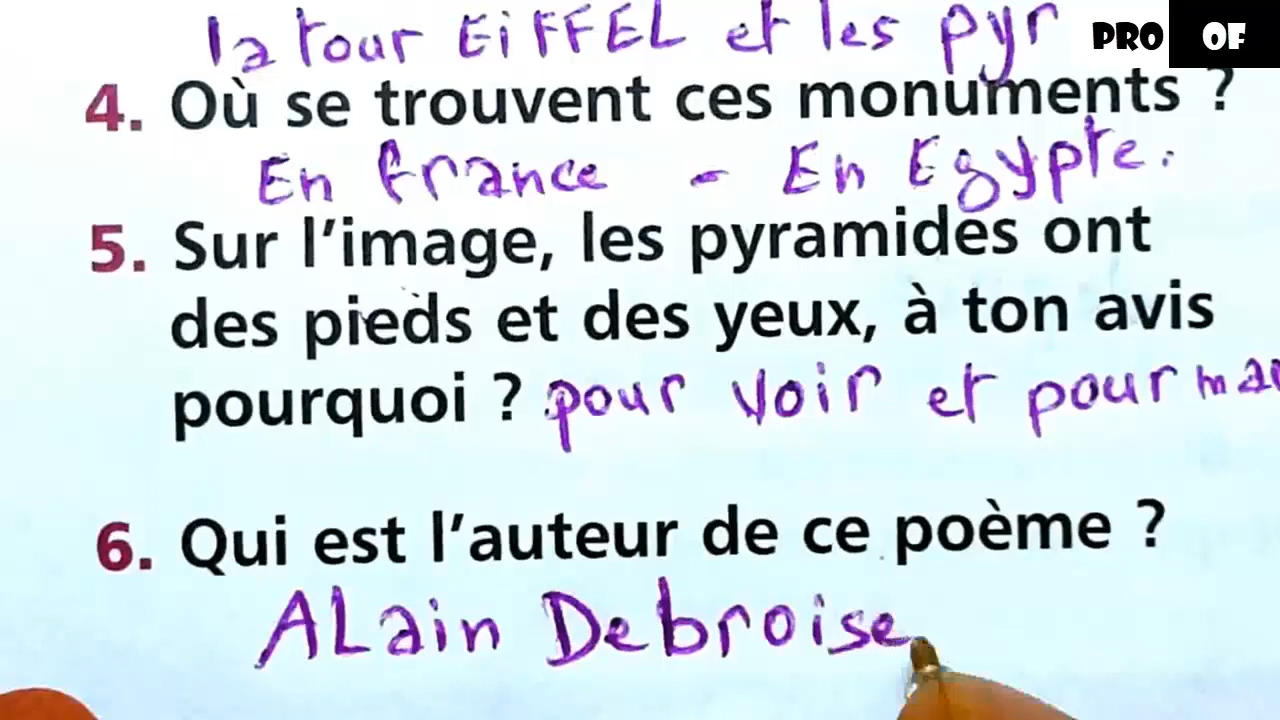 la tour EiFFEL et les pyr
PRO OF
4. Où se trouvent ces monuments ?
En france - En Egypte.
5. Sur l'image, les pyramides ont
des pieds et des yeux, à ton avis
pourquoi ? pour voir et pour mar
6. Qui est l'auteur de ce poème ?
ALain Debroise